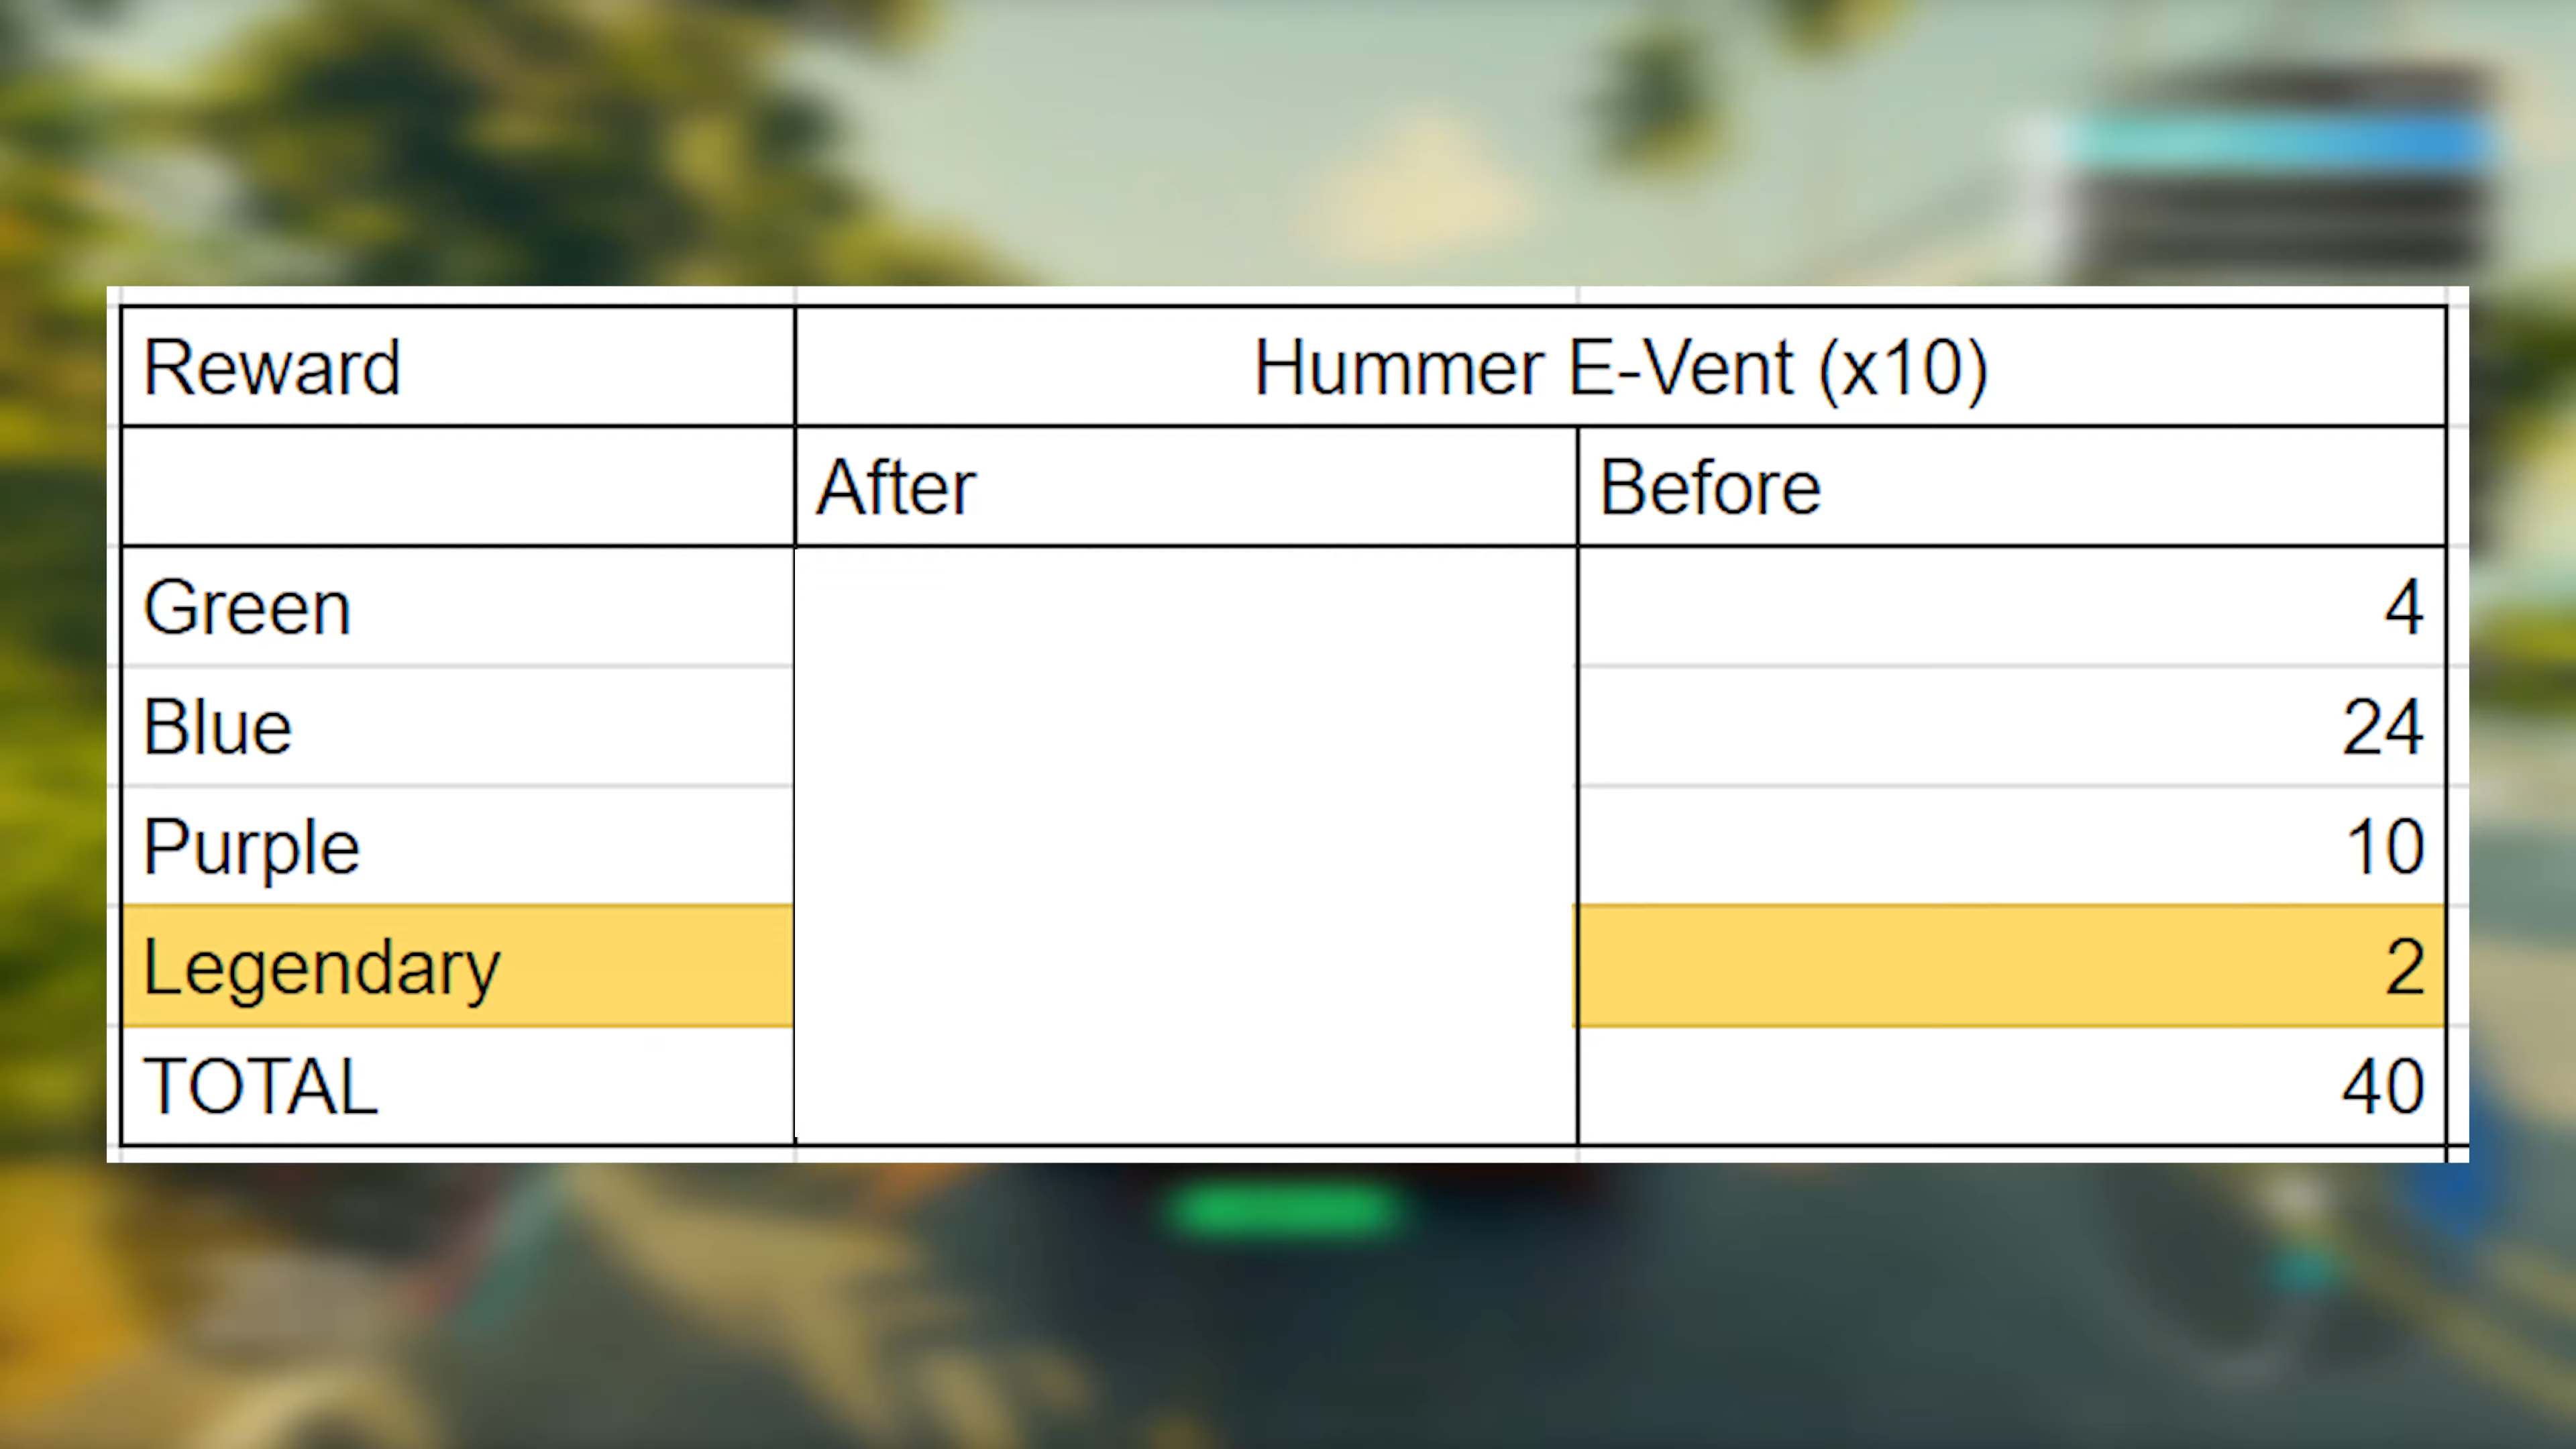 Reward Hummer E-Vent (x10)
After Before
Green 4
Blue 24
Purple 10
Legendary 2
TOTAL 40